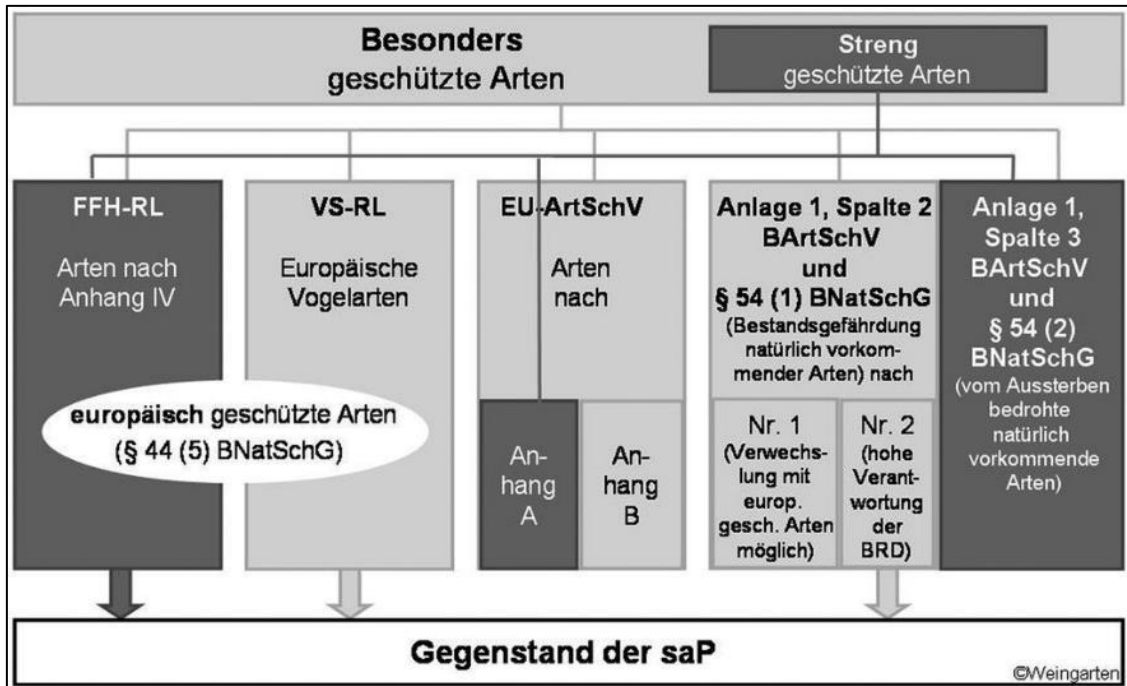 Besonders
geschützte Arten
Streng
geschützte Arten
FFH-RL
Arten nach
Anhang IV
VS-RL
Europäische
Vogelarten
europäisch geschützte Arten
(§ 44 (5) BNatSchG)
EU-ArtSchV
Arten
nach
An-
hang
A
An-
hang
B
Anlage 1, Spalte 2
BArtSchV
und
§ 54 (1) BNatSchG
(Bestandsgefährdung
natürlich vorkom-
mender Arten) nach
Nr. 1
(Verwechs-
lung mit
europ.
gesch. Arten
möglich)
Nr. 2
(hohe
Verant-
wortung
der
BRD)
Anlage 1,
Spalte 3
BArtSchV
und
§ 54 (2)
BNatSchG
(vom Aussterben
bedrohte
natürlich
vorkommende
Arten)
Gegenstand der saP
©Weingarten